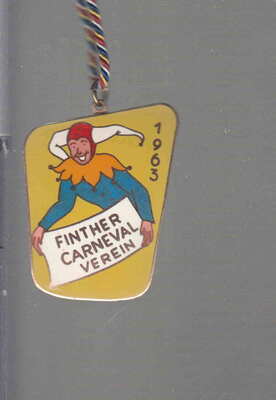 1963
FINTHER
CARNEVAL
VEREIN